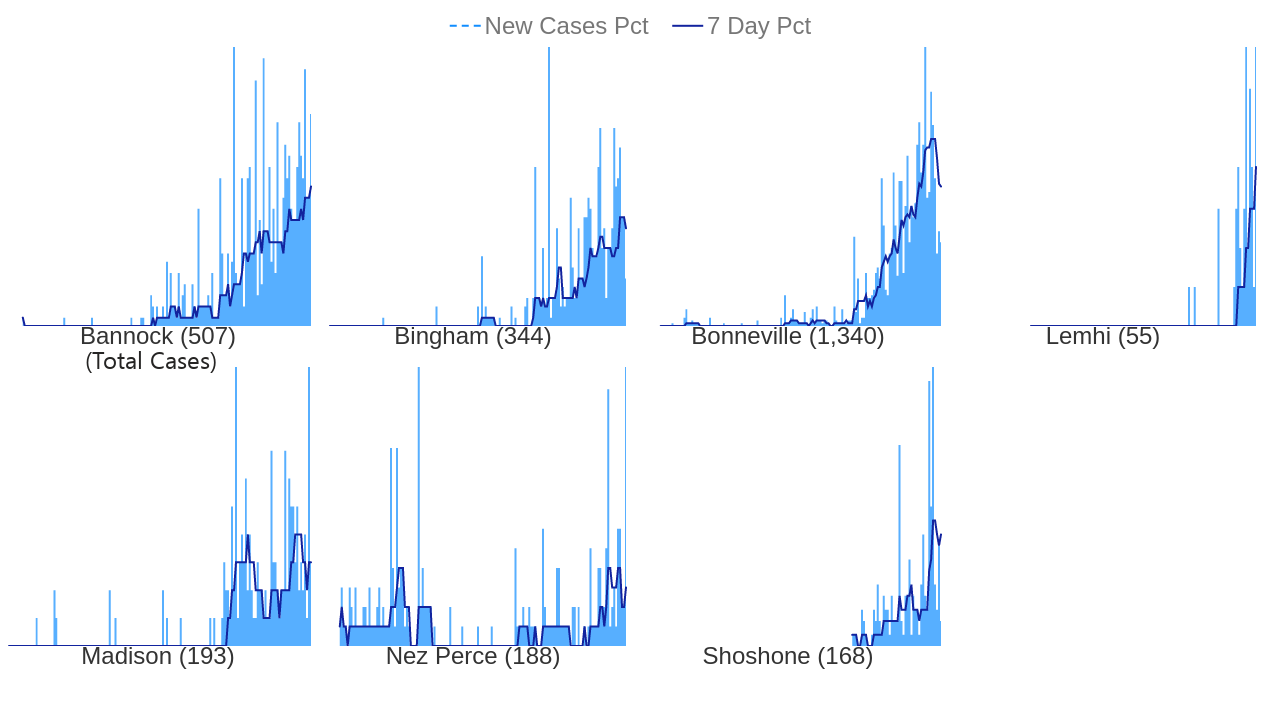 New Cases Pct 7 Day Pct
Bannock (507) Bingham (344) Bonneville (1,340) Lemhi (55)
(Total Cases)
Madison (193) Nez Perce (188) Shoshone (168)